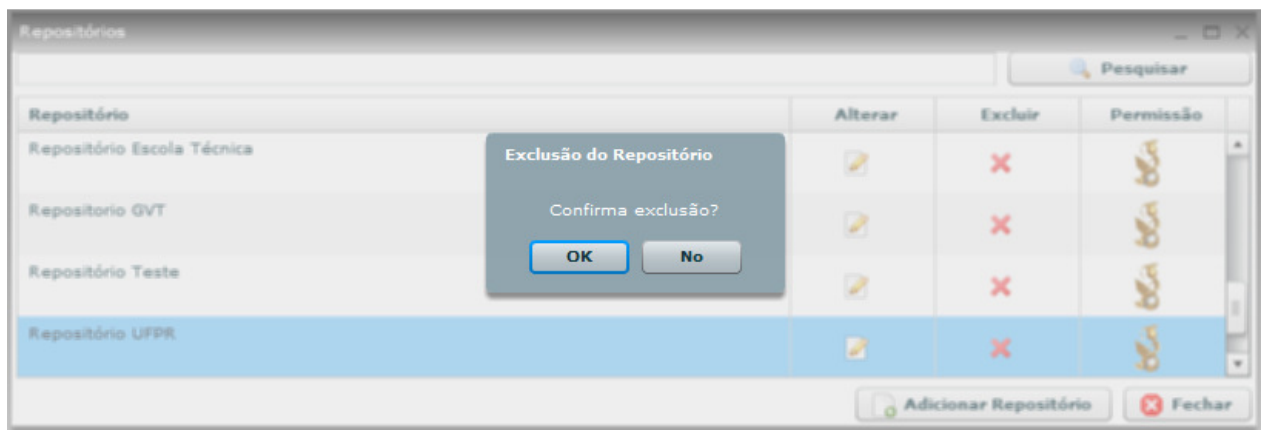 Repositórios
Pesquisar
Repositório Alterar Excluir Permissão
Repositório Escola Técnica
Repositorio GVT
Repositório Teste
Repositório UFPR
Exclusão do Repositório
Confirma exclusão?
OK No
Adicionar Repositório Fechar